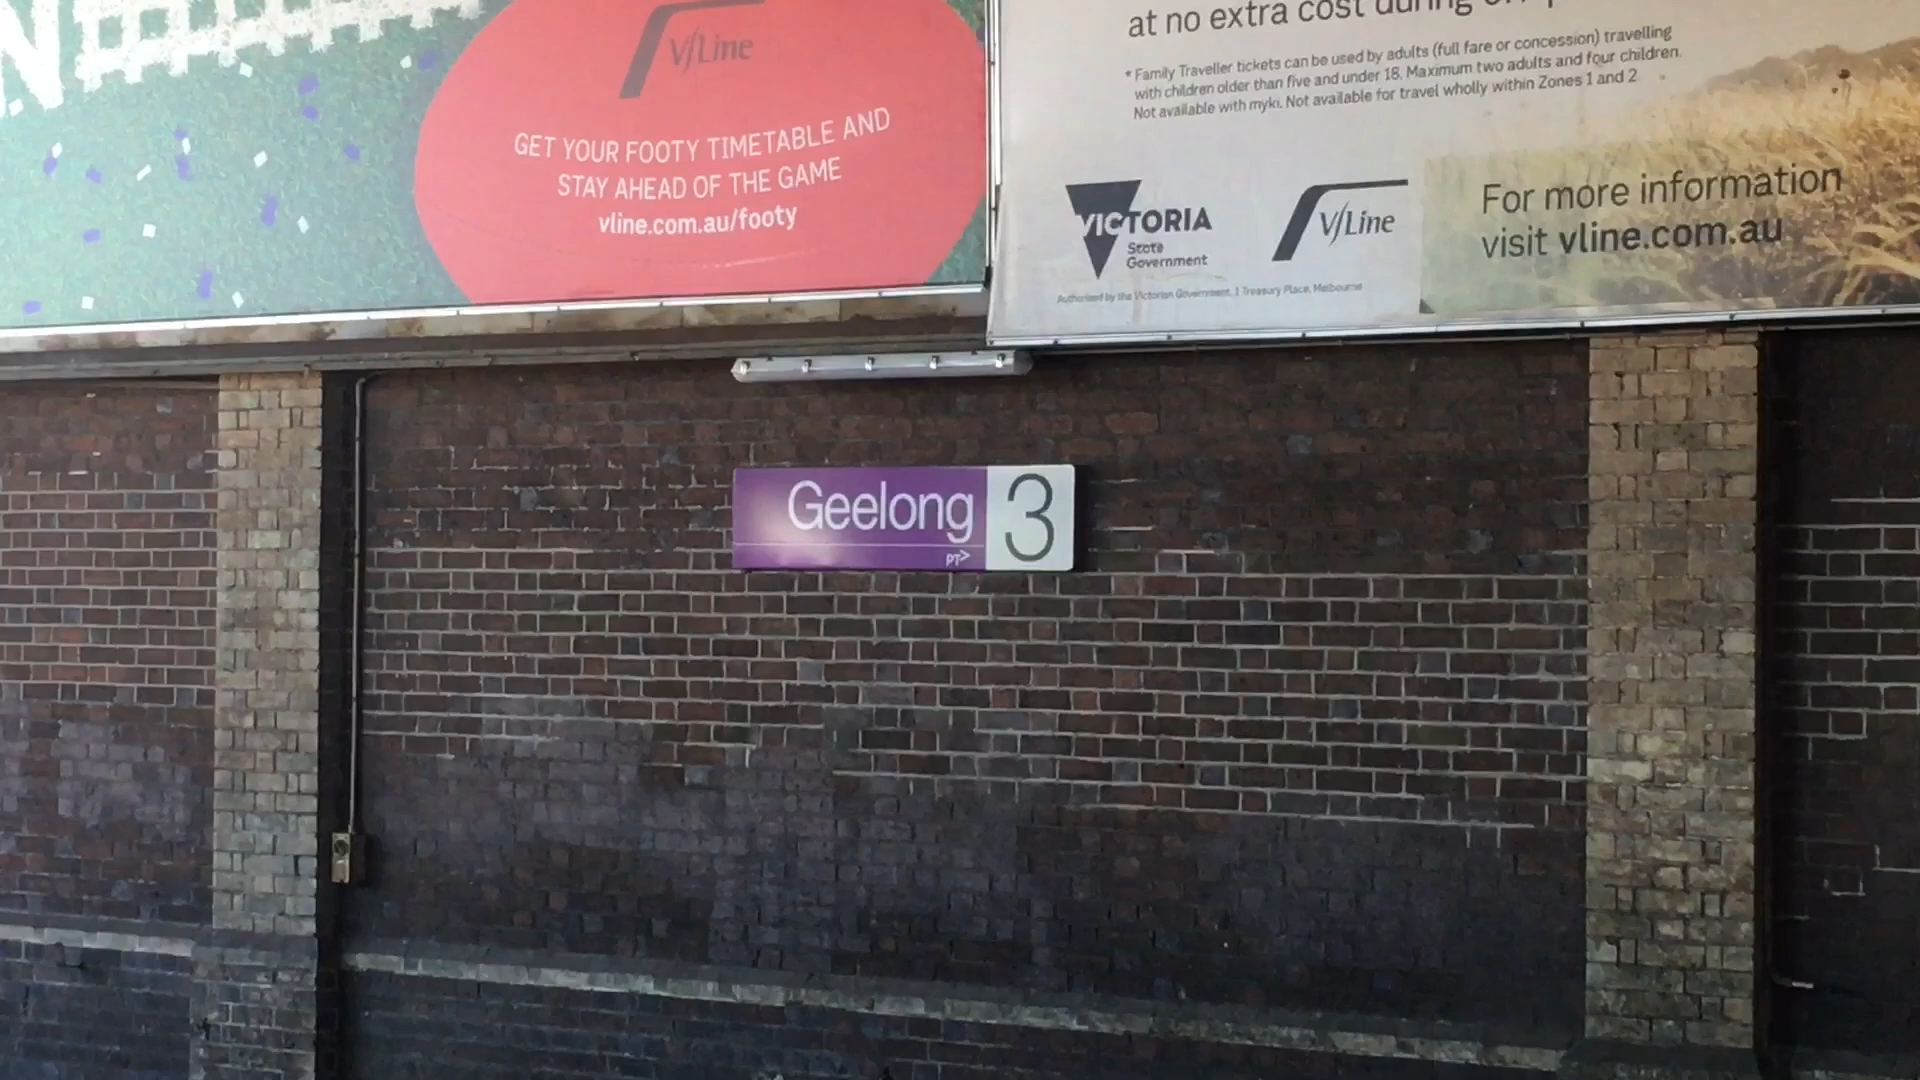 V/Line
GET YOUR FOOTY TIMETABLE AND
STAY AHEAD OF THE GAME
vline.com.au/footy
at no extra cost during
* Family Traveller tickets can be used by adults (full fare or concession) travelling
with children older than five and under 18. Maximum two adults and four children.
Not available with myki. Not available for travel wholly within Zones 1 and 2
VICTORIA
State
Government
V/Line
For more information
visit vline.com.au
Authorised by the Victorian Government, 1 Treasury Place, Melbourne
Geelong 3
PT>